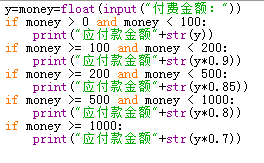 y=money=float(input("付费金额："))
if money > 0 and money < 100:
    print("应付款金额"+str(y))
if money >= 100 and money < 200:
    print("应付款金额"+str(y*0.9))
if money >= 200 and money < 500:
    print("应付款金额"+str(y*0.85))
if money >= 500 and money < 1000:
    print("应付款金额"+str(y*0.8))
if money >= 1000:
    print("应付款金额"+str(y*0.7))